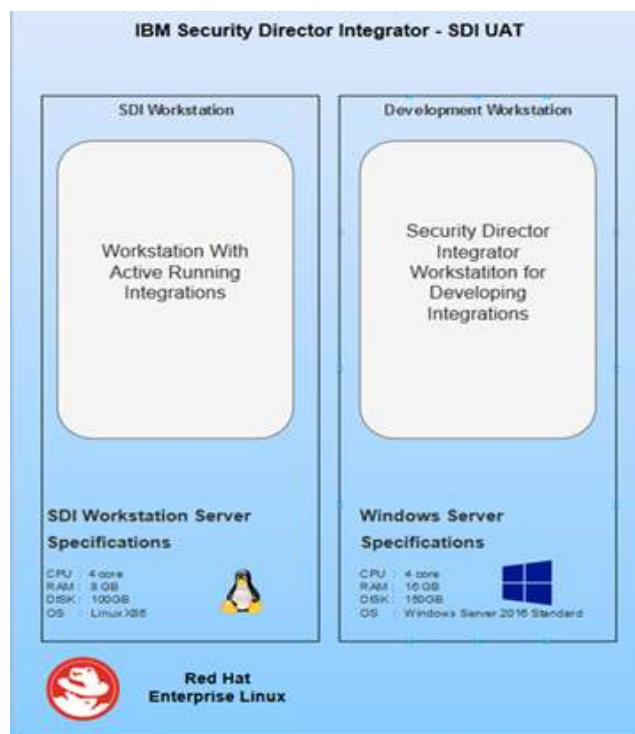 IBM Security Director Integrator - SDI UAT
SDI Workstation
Workstation With
Active Running
Integrations
SDI Workstation Server
Specifications
CPU : 4 core
RAM : 8 GB
DISK : 100GB
OS : Linux X86
Development Workstation
Security Director
Integrator
Workstatiton for
Developing
Integrations
Windows Server
Specifications
CPU : 4 core
RAM : 16 GB
DISK : 150GB
OS : Windows Server 2016 Standard
Red Hat
Enterprise Linux